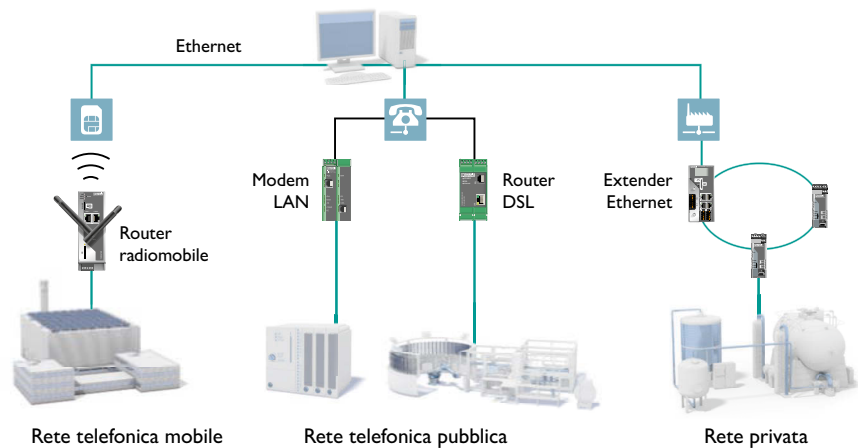 Ethernet
Modem
LAN
Router
DSL
Extender
Ethernet
Router
radiomobile
Rete telefonica mobile
Rete telefonica pubblica
Rete privata